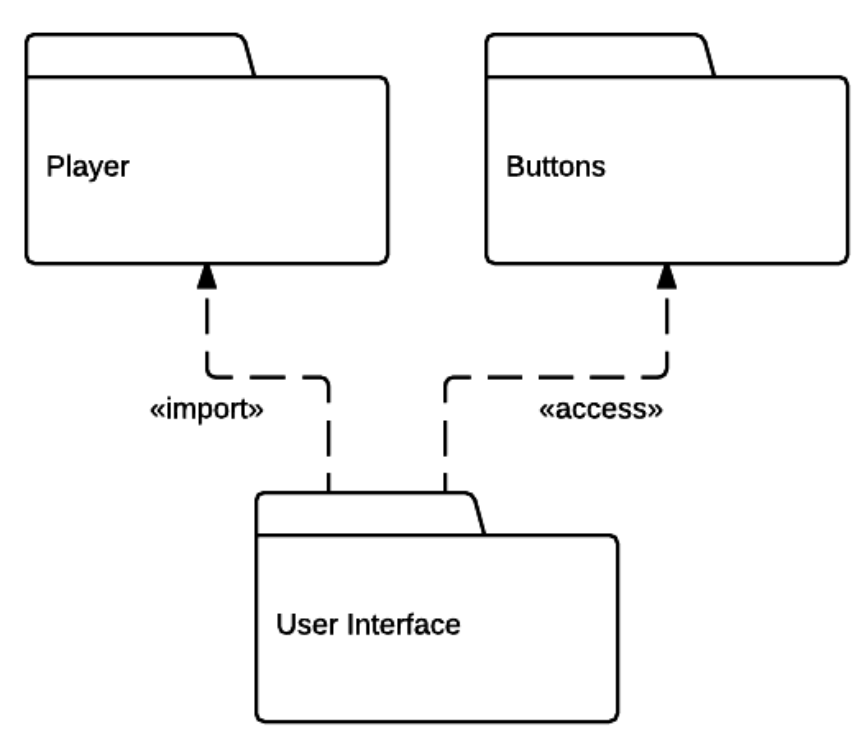 Player
Buttons
«import»
«access»
User Interface